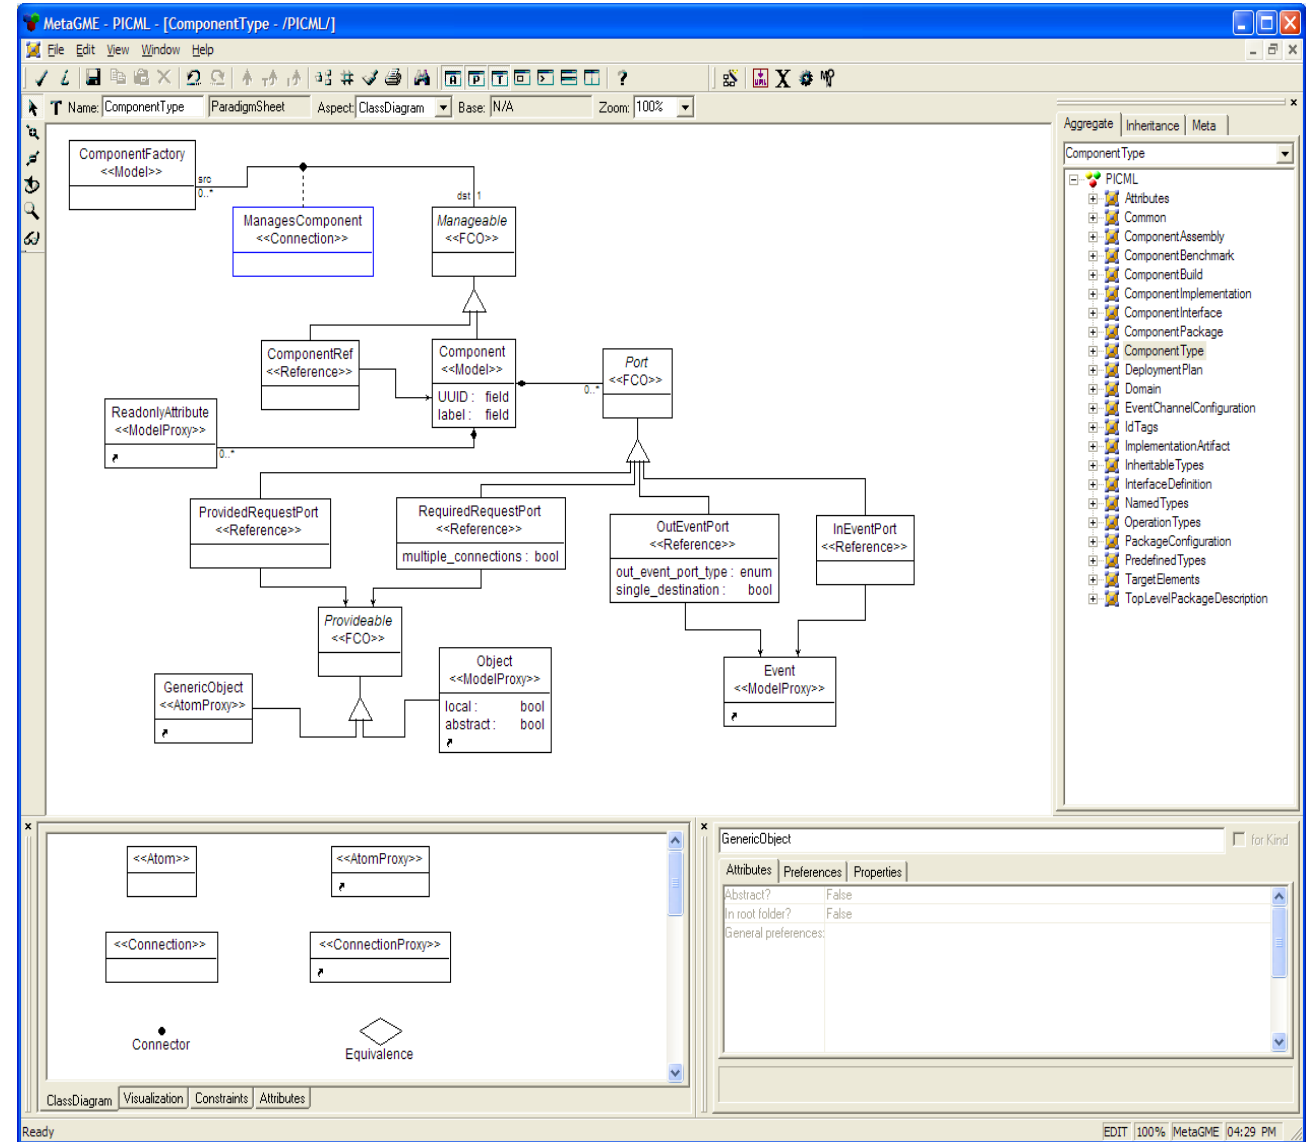 MetaGME - PICML - [ComponentType - /PICML/]
File Edit View Window Help
Name: ComponentType ParadigmSheet Aspect: ClassDiagram Base: N/A Zoom: 100%
ComponentFactory
<<Model>>
src
0..*
dst 1
ManagesComponent
<<Connection>>
Manageable
<<FCO>>
ComponentRef
<<Reference>>
Component
<<Model>>
UUID : field
label : field
Port
<<FCO>>
0..*
ReadonlyAttribute
<<ModelProxy>>
0..*
ProvidedRequestPort
<<Reference>>
RequiredRequestPort
<<Reference>>
multiple_connections : bool
OutEventPort
<<Reference>>
out_event_port_type : enum
single_destination : bool
InEventPort
<<Reference>>
Provideable
<<FCO>>
GenericObject
<<AtomProxy>>
Object
<<ModelProxy>>
local : bool
abstract : bool
Event
<<ModelProxy>>
Aggregate Inheritance Meta
ComponentType
PICML
Attributes
Common
ComponentAssembly
ComponentBenchmark
ComponentBuild
ComponentImplementation
ComponentInterface
ComponentPackage
ComponentType
DeploymentPlan
Domain
EventChannelConfiguration
IdTags
ImplementationArtifact
InheritableTypes
InterfaceDefinition
NamedTypes
OperationTypes
PackageConfiguration
PredefinedTypes
TargetElements
TopLevelPackageDescription
<<Atom>>
<<AtomProxy>>
<<Connection>>
<<ConnectionProxy>>
Connector
Equivalence
ClassDiagram Visualization Constraints Attributes
GenericObject
for Kind
Attributes Preferences Properties
Abstract? False
In root folder? False
General preferences:
Ready
EDIT 100% MetaGME 04:29 PM